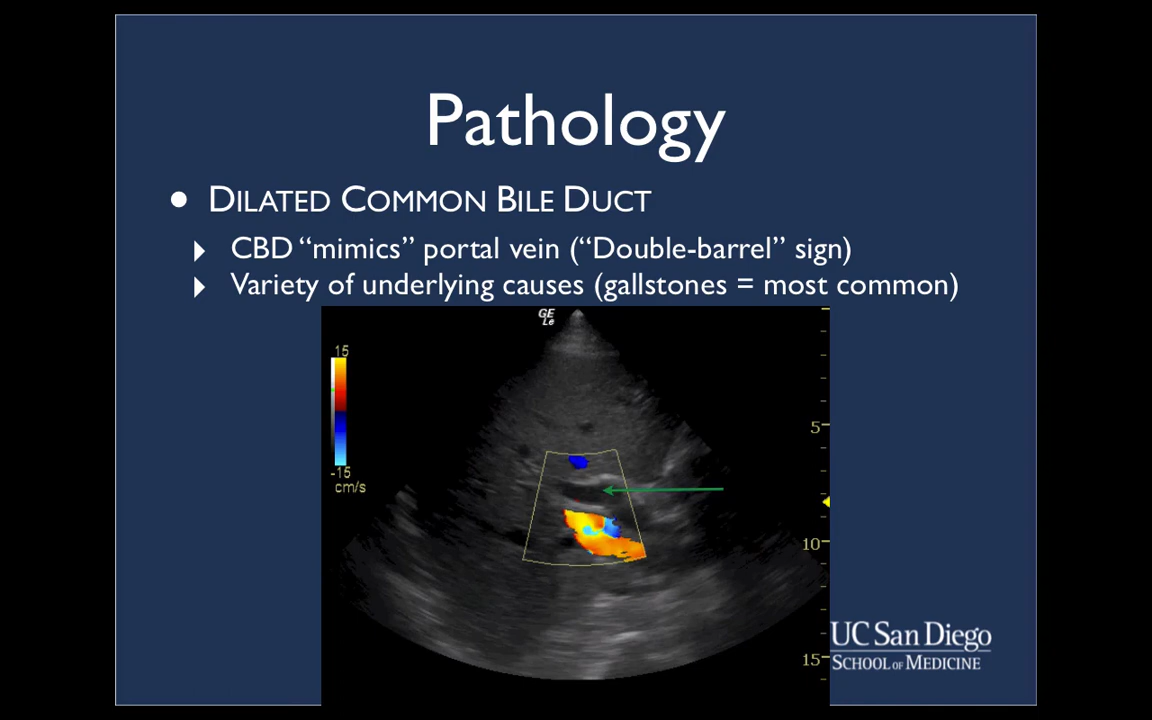 Pathology
• DILATED COMMON BILE DUCT
CBD “mimics” portal vein (“Double-barrel” sign)
Variety of underlying causes (gallstones = most common)
GE
Le
15
-15
cm/s
5
10
15
UC San Diego
SCHOOL OF MEDICINE